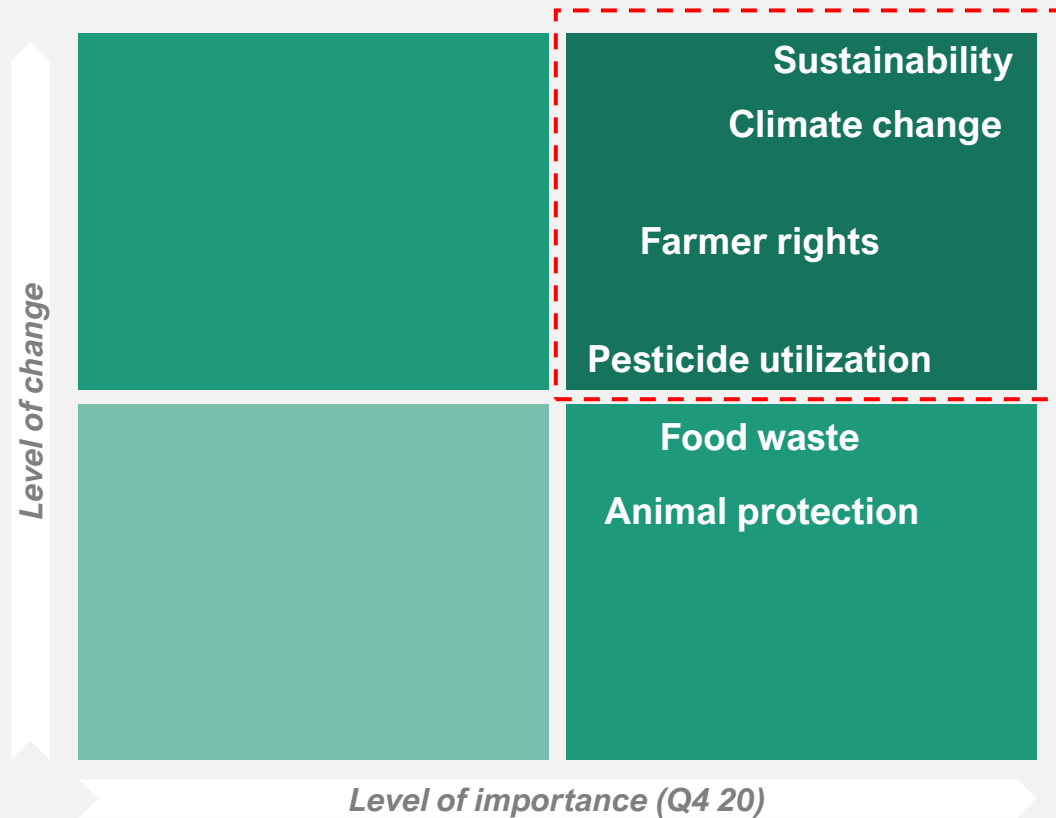 Sustainability
Climate change
Farmer rights
Pesticide utilization
Food waste
Animal protection
Level of change
Level of importance (Q4 20)